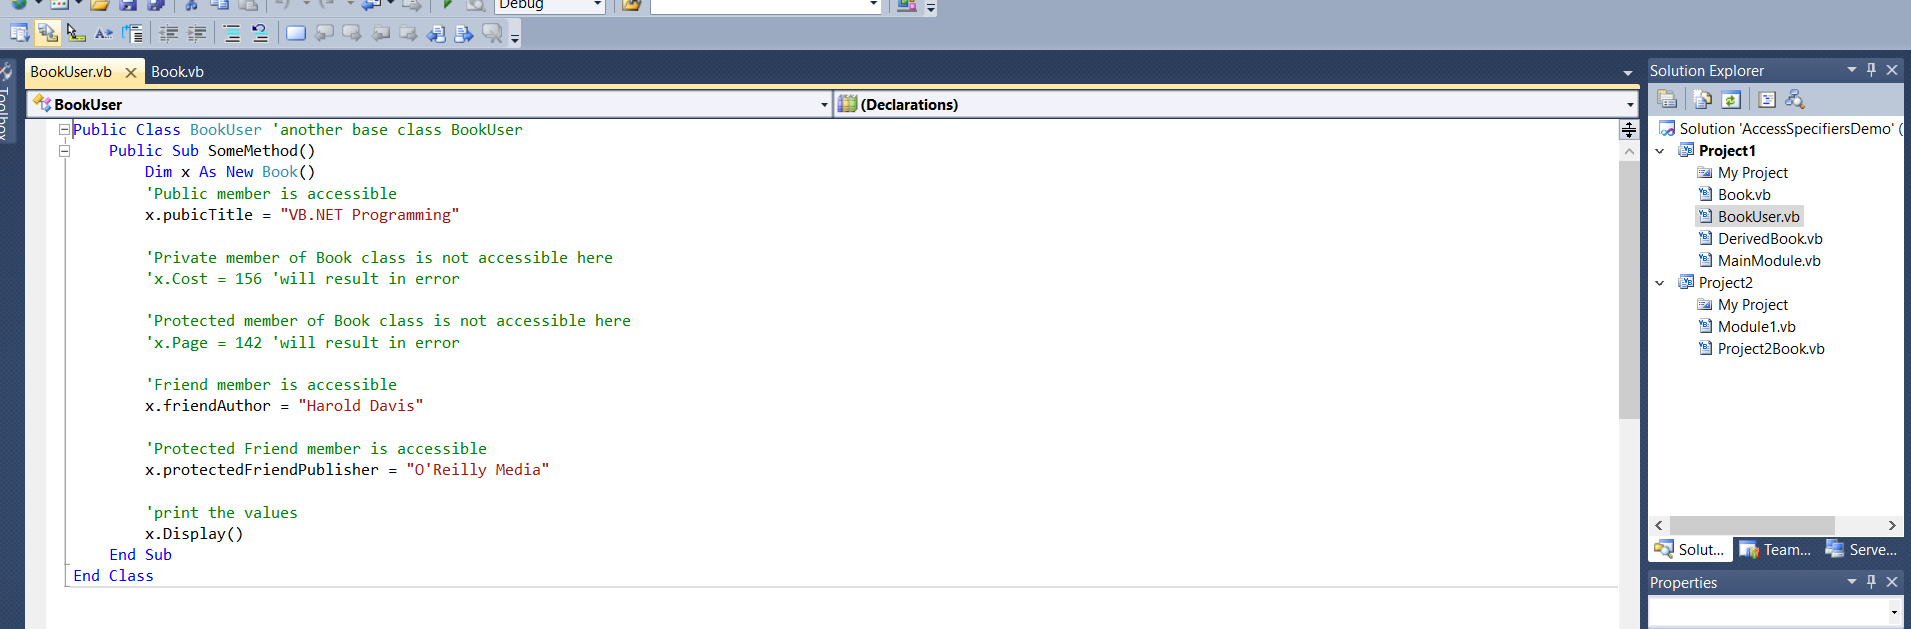 Debug
BookUser.vb
Book.vb
Solution Explorer
Toolbox
BookUser
(Declarations)
Public Class BookUser 'another base class BookUser
Public Sub SomeMethod()
Dim x As New Book()
'Public member is accessible
x.pubicTitle = "VB.NET Programming"
'Private member of Book class is not accessible here
'x.Cost = 156 'will result in error
'Protected member of Book class is not accessible here
'x.Page = 142 'will result in error
'Friend member is accessible
x.friendAuthor = "Harold Davis"
'Protected Friend member is accessible
x.protectedFriendPublisher = "O'Reilly Media"
'print the values
x.Display()
End Sub
End Class
Solution 'AccessSpecifiersDemo' (
Project1
My Project
Book.vb
BookUser.vb
DerivedBook.vb
MainModule.vb
Project2
My Project
Module1.vb
Project2Book.vb
Solut...
Team...
Serve...
Properties